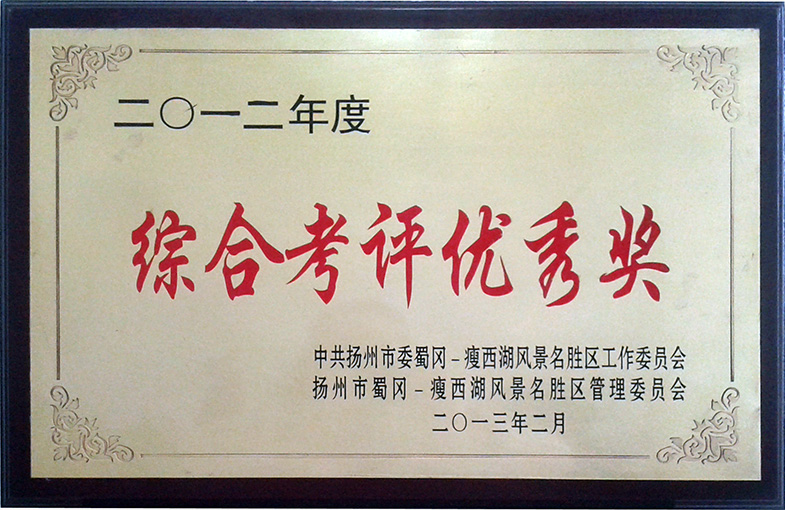 二〇一二年度
综合考评优秀奖
中共扬州市委蜀冈－瘦西湖风景名胜区工作委员会
扬州市蜀冈－瘦西湖风景名胜区管理委员会
二〇一三年二月